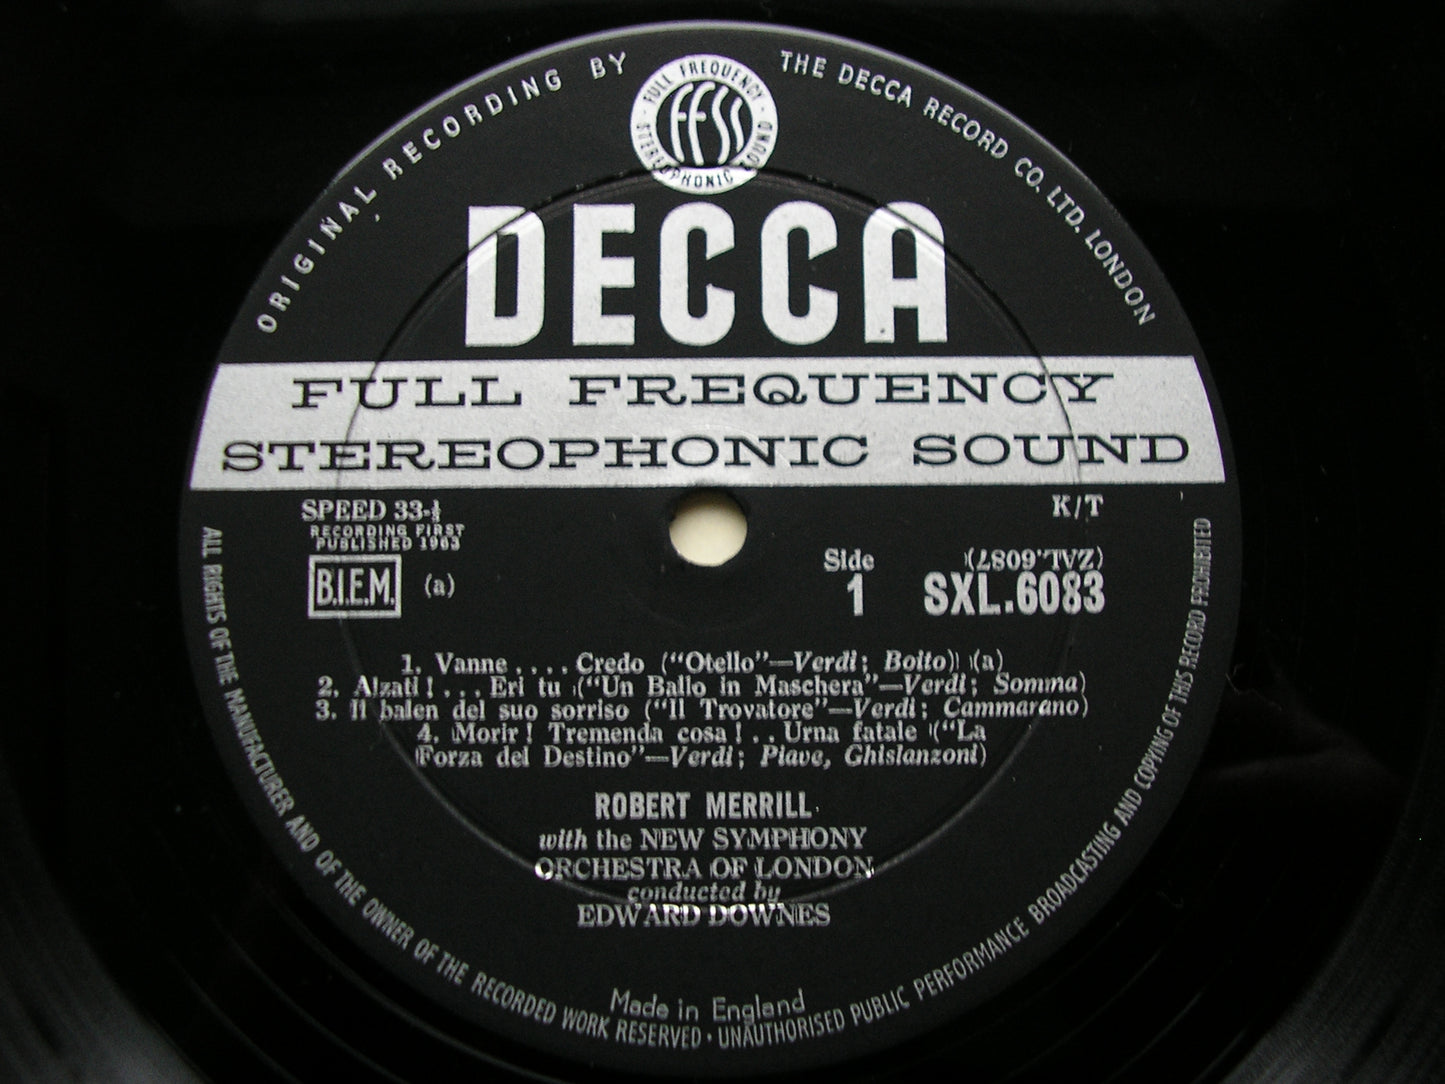 ORIGINAL RECORDING BY THE DECCA RECORD CO. LTD. LONDON
FULL FREQUENCY
STEREOPHONIC SOUND
FFSS
DECCA
FULL FREQUENCY
STEREOPHONIC SOUND
SPEED 33-⅓
RECORDING FIRST
PUBLISHED 1963
B.I.E.M. (a)
K/T
(ZAL.6087)
Side
1
SXL.6083
1. Vanne .... Credo ("Otello"—Verdi; Boito) (a)
2. Alzati! ... Eri tu ("Un Ballo in Maschera"—Verdi; Somma)
3. Il balen del suo sorriso ("Il Trovatore"—Verdi; Cammarano)
4. Morir! Tremenda cosa! .. Urna fatale ("La
Forza del Destino"—Verdi; Piave, Ghislanzoni)
ROBERT MERRILL
with the NEW SYMPHONY
ORCHESTRA OF LONDON
conducted by
EDWARD DOWNES
Made in England
ALL RIGHTS OF THE MANUFACTURER AND OF THE OWNER OF THE RECORDED WORK RESERVED · UNAUTHORISED PUBLIC PERFORMANCE BROADCASTING AND COPYING OF THIS RECORD PROHIBITED